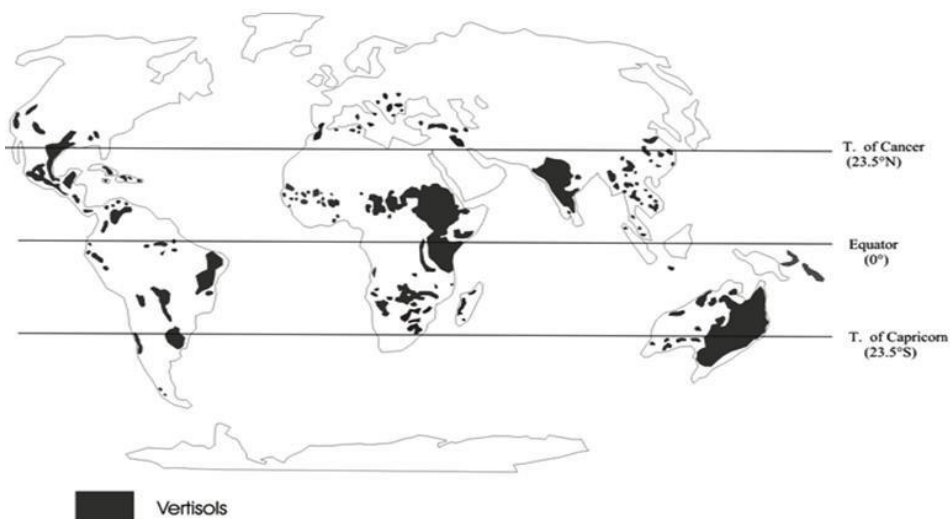 T. of Cancer
(23.5°N)
Equator
(0°)
T. of Capricorn
(23.5°S)
Vertisols